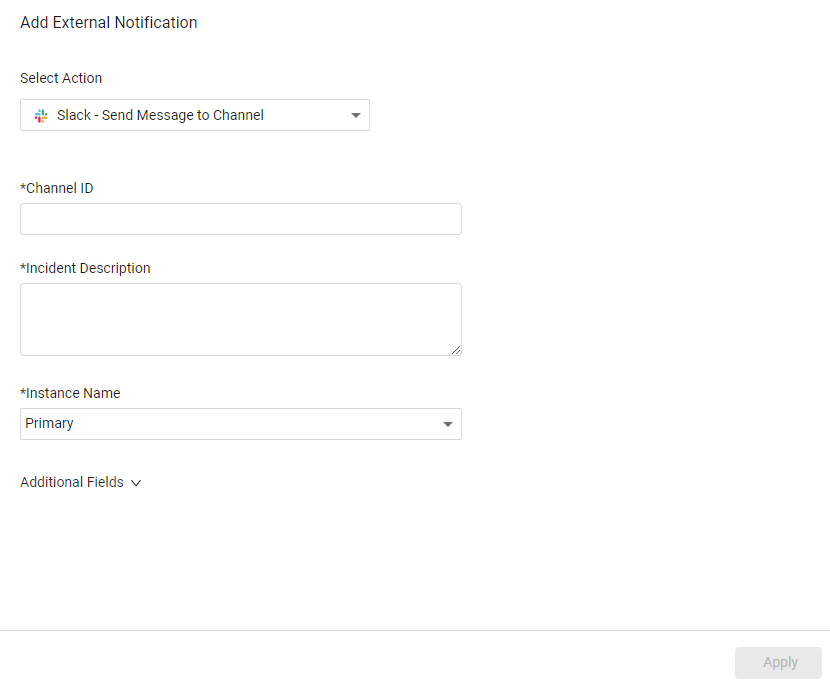 Add External Notification
Select Action
Slack - Send Message to Channel
*Channel ID
*Incident Description
*Instance Name
Primary
Additional Fields
Apply